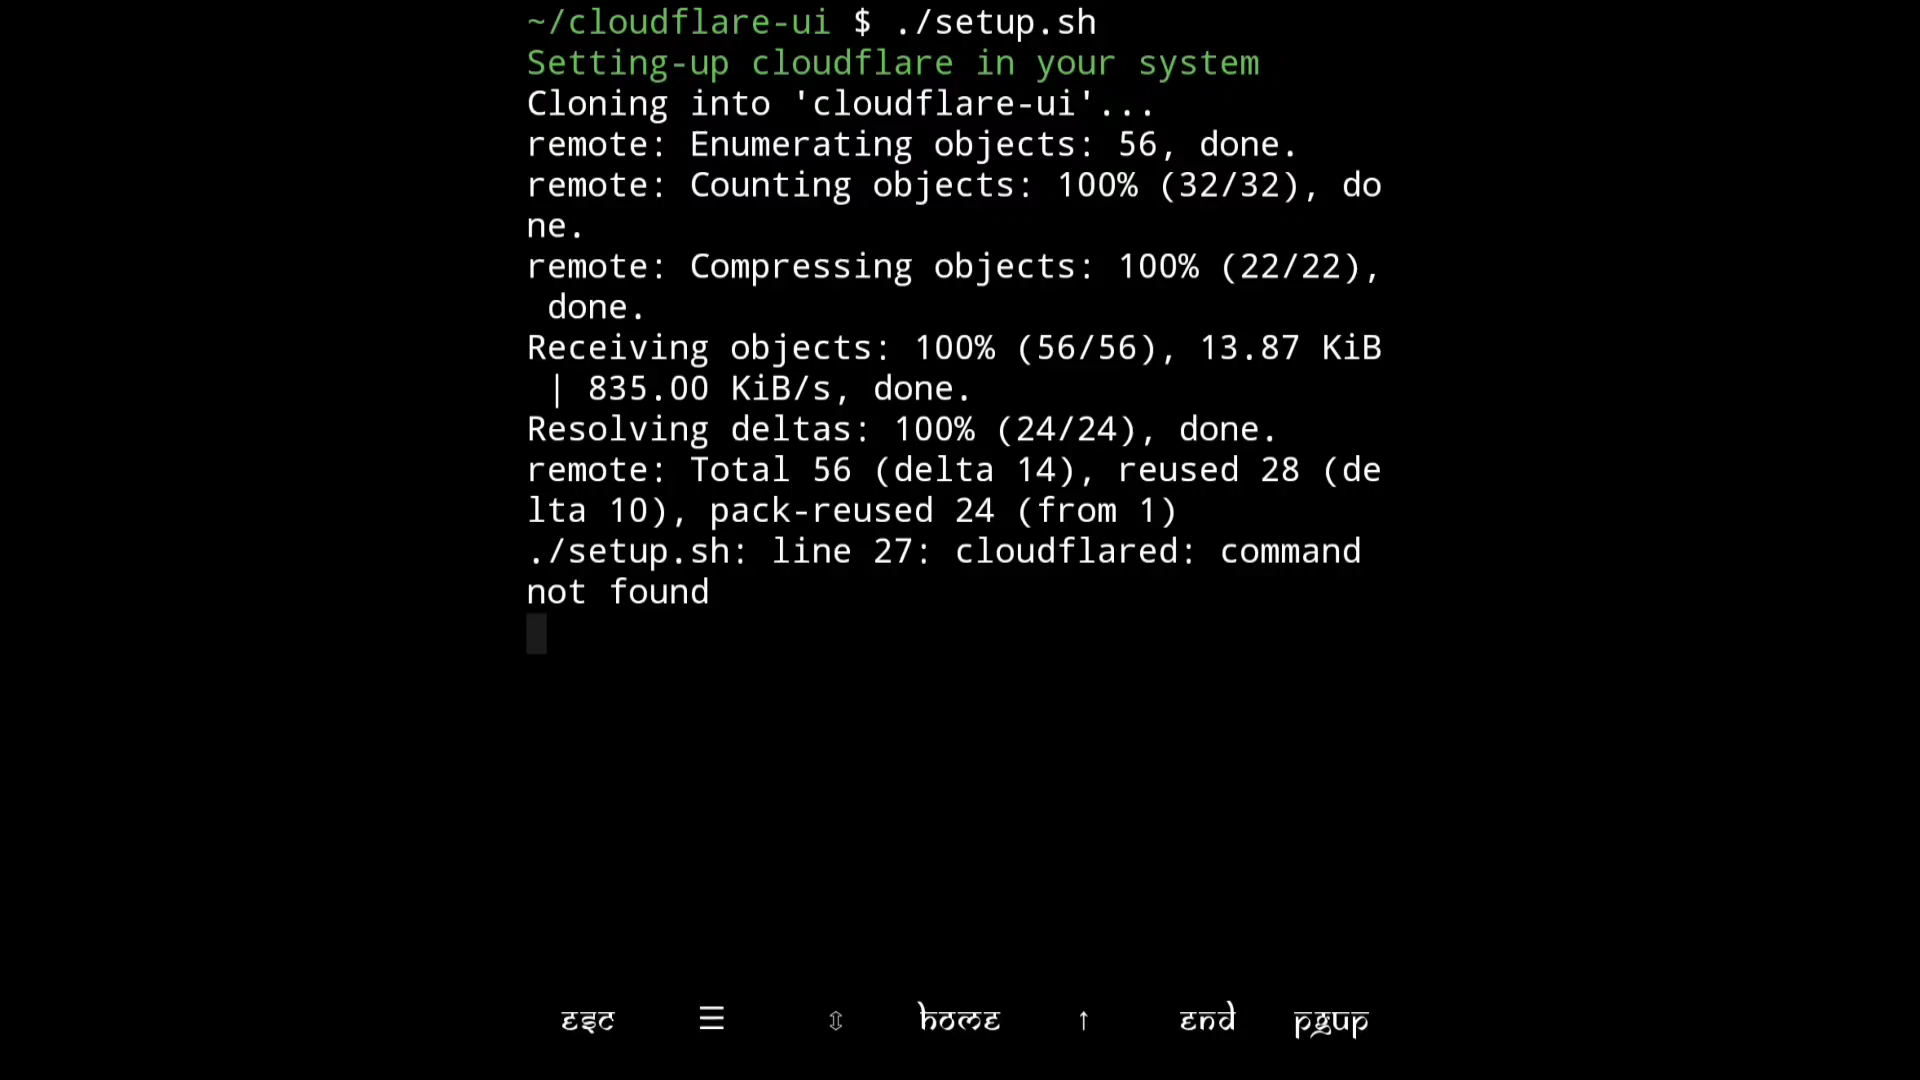 ~/cloudflare-ui $ ./setup.sh
Setting-up cloudflare in your system
Cloning into 'cloudflare-ui'...
remote: Enumerating objects: 56, done.
remote: Counting objects: 100% (32/32), do
ne.
remote: Compressing objects: 100% (22/22),
 done.
Receiving objects: 100% (56/56), 13.87 KiB
 | 835.00 KiB/s, done.
Resolving deltas: 100% (24/24), done.
remote: Total 56 (delta 14), reused 28 (de
lta 10), pack-reused 24 (from 1)
./setup.sh: line 27: cloudflared: command
not found
esc ☰ ⇳ home ↑ end pgup